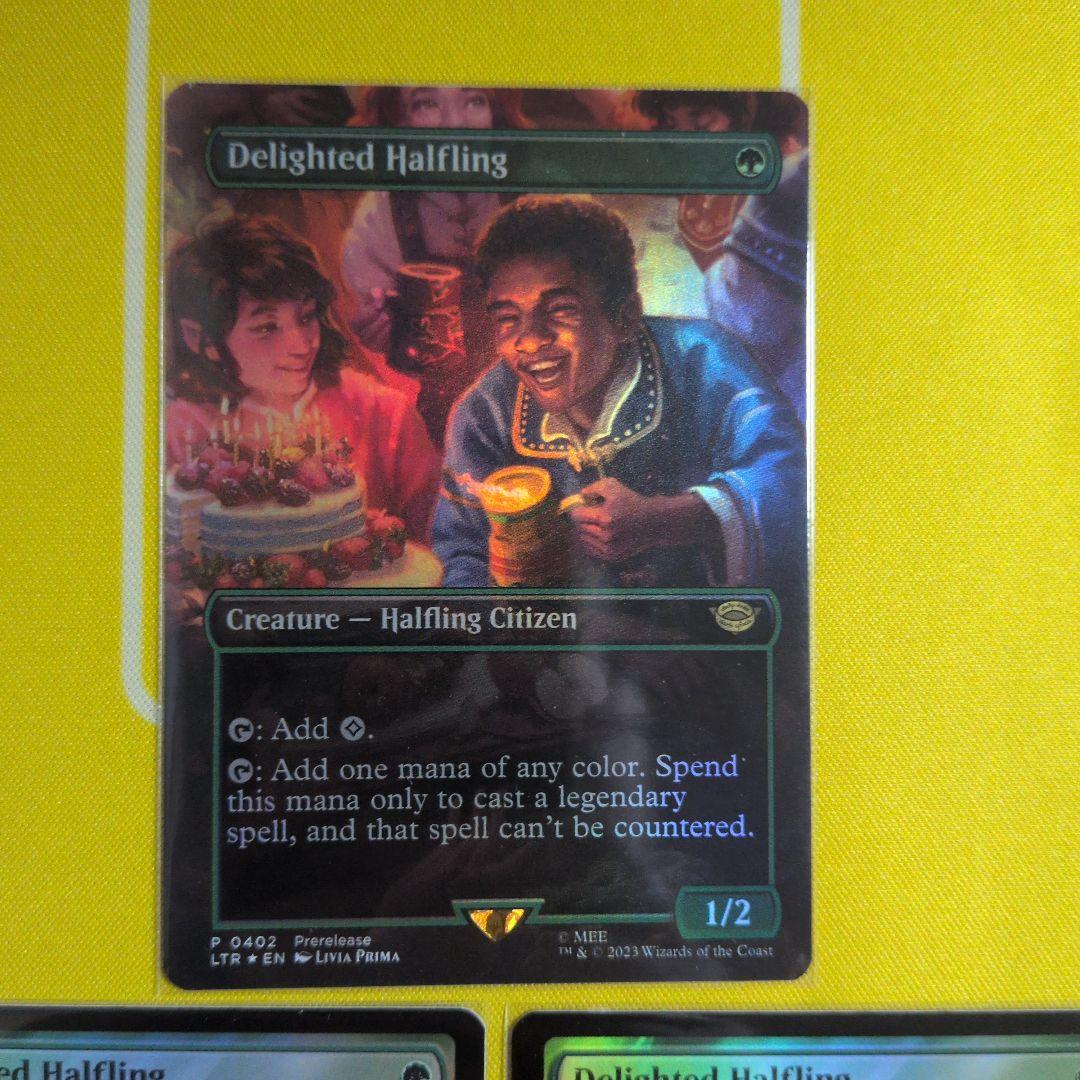 Delighted Halfling
Creature — Halfling Citizen
: Add .
: Add one mana of any color. Spend
this mana only to cast a legendary
spell, and that spell can't be countered.
1/2
P 0402 Prerelease
LTR ★ EN LIVIA PRIMA
© MEE
™ & © 2023 Wizards of the Coast
Halfling
Delighted Halfling